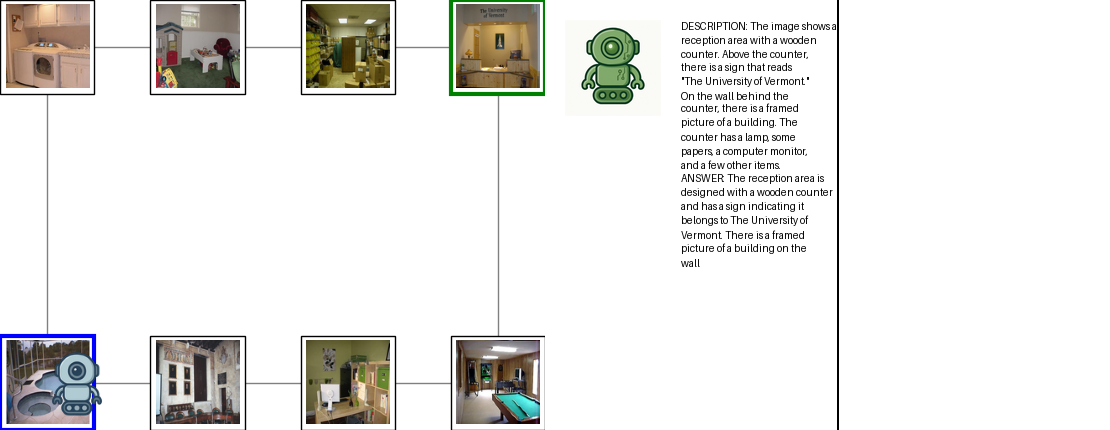 The University
of Vermont
DESCRIPTION: The image shows a
reception area with a wooden
counter. Above the counter,
there is a sign that reads
"The University of Vermont."
On the wall behind the
counter, there is a framed
picture of a building. The
counter has a lamp, some
papers, a computer monitor,
and a few other items.
ANSWER: The reception area is
designed with a wooden counter
and has a sign indicating it
belongs to The University of
Vermont. There is a framed
picture of a building on the
wall